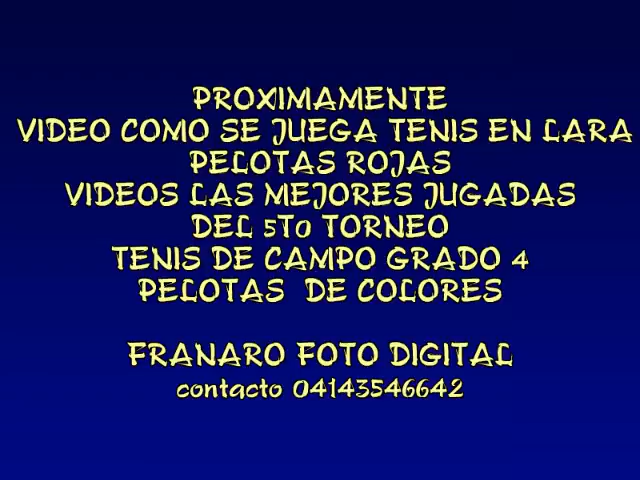 PROXIMAMENTE
VIDEO COMO SE JUEGA TENIS EN LARA
PELOTAS ROJAS
VIDEOS LAS MEJORES JUGADAS
DEL 5TO TORNEO
TENIS DE CAMPO GRADO 4
PELOTAS DE COLORES
FRANARO FOTO DIGITAL
contacto 04143546642